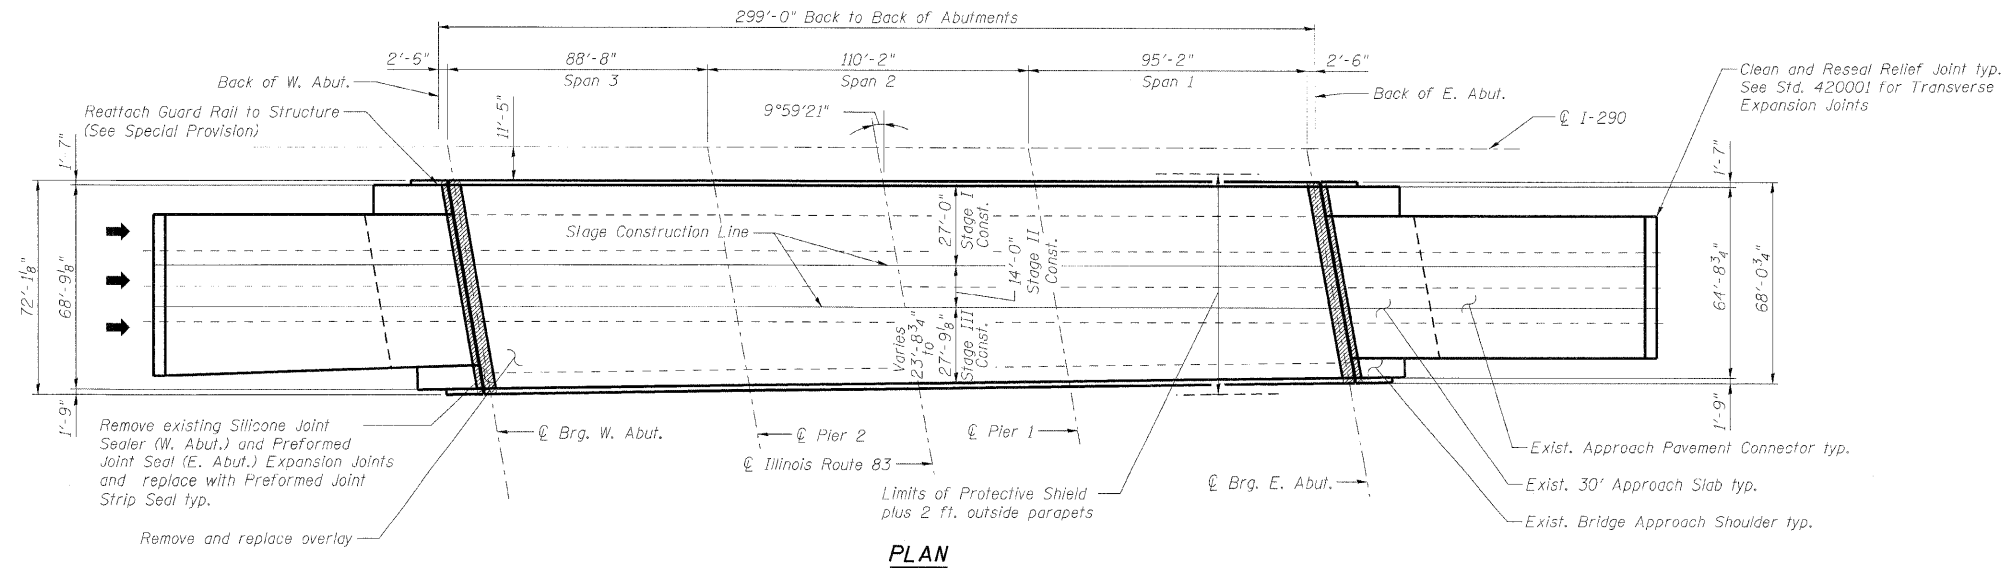 299'-0" Back to Back of Abutments
2'-6"
88'-8"
110'-2"
95'-2"
2'-6"
Span 3
Span 2
Span 1
Back of W. Abut.
Back of E. Abut.
Clean and Reseal Relief Joint typ.
See Std. 420001 for Transverse
Expansion Joints
Reattach Guard Rail to Structure
(See Special Provision)
11'-5"
9°59'21"
℄ I-290
1'-7"
1'-7"
72'-1⅛"
68'-9⅛"
Stage Construction Line
27'-0"
Stage I
Const.
14'-0"
Stage II
Const.
Varies
23'-8¾"
to
27'-9⅛"
Stage III
Const.
64'-8¾"
68'-0¾"
1'-9"
1'-9"
Remove existing Silicone Joint
Sealer (W. Abut.) and Preformed
Joint Seal (E. Abut.) Expansion Joints
and replace with Preformed Joint
Strip Seal typ.
Remove and replace overlay
℄ Brg. W. Abut.
℄ Pier 2
℄ Pier 1
℄ Illinois Route 83
Limits of Protective Shield
plus 2 ft. outside parapets
℄ Brg. E. Abut.
Exist. Approach Pavement Connector typ.
Exist. 30' Approach Slab typ.
Exist. Bridge Approach Shoulder typ.
PLAN